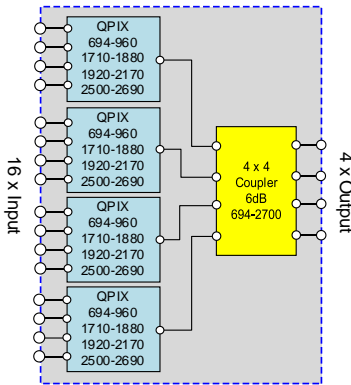 QPIX
694-960
1710-1880
1920-2170
2500-2690
QPIX
694-960
1710-1880
1920-2170
2500-2690
QPIX
694-960
1710-1880
1920-2170
2500-2690
QPIX
694-960
1710-1880
1920-2170
2500-2690
16 x Input
4 x 4
Coupler
6dB
694-2700
4 x Output